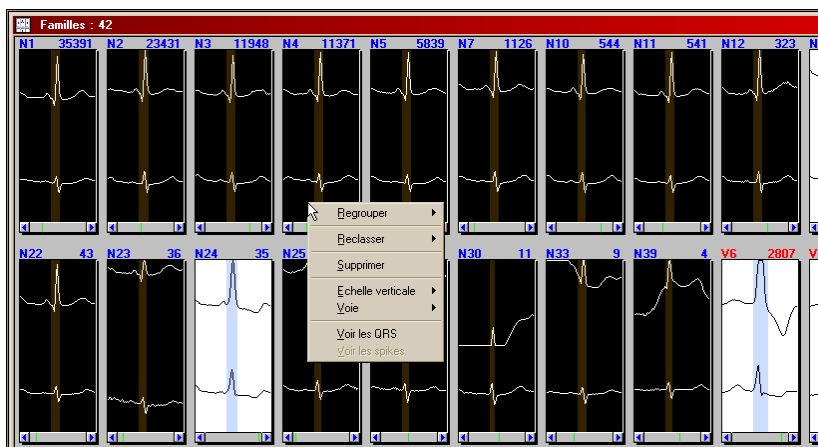 Familles : 42
N1 35391 N2 23431 N3 11948 N4 11371 N5 5839 N7 1126 N10 544 N11 541 N12 323
Regrouper
Reclasser
Supprimer
Echelle verticale
Voie
Voir les QRS
Voir les spikes
N22 43 N23 36 N24 35 N25 N30 11 N33 9 N39 4 V6 2807